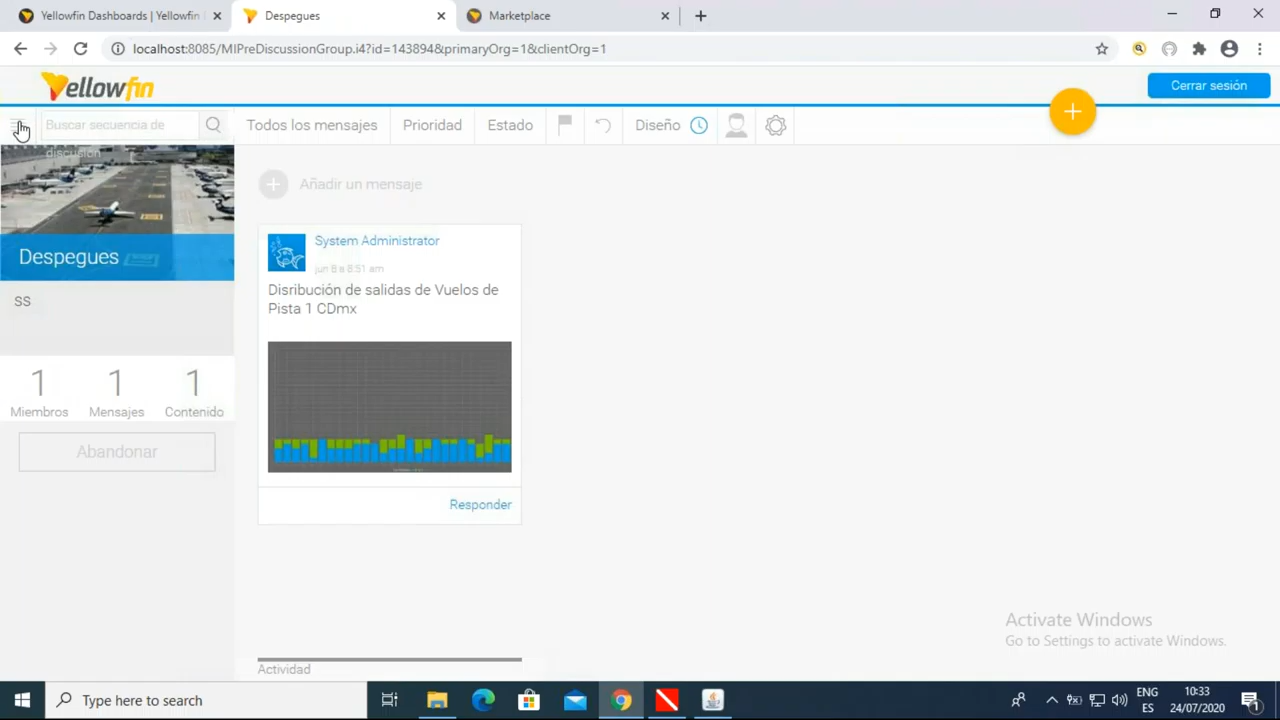 Yellowfin Dashboards | Yellowfin
Despegues
Marketplace
localhost:8085/MIPreDiscussionGroup.i4?id=143894&primaryOrg=1&clientOrg=1
Yellowfin
Cerrar sesión
Buscar secuencia de
discusión
Todos los mensajes
Prioridad
Estado
Diseño
Añadir un mensaje
Despegues
SS
System Administrator
jun 8 a 8:51 am
Disribución de salidas de Vuelos de
Pista 1 CDmx
1 1 1
Miembros Mensajes Contenido
Abandonar
Responder
Actividad
Activate Windows
Go to Settings to activate Windows.
Type here to search
ENG
ES
10:33
24/07/2020
1